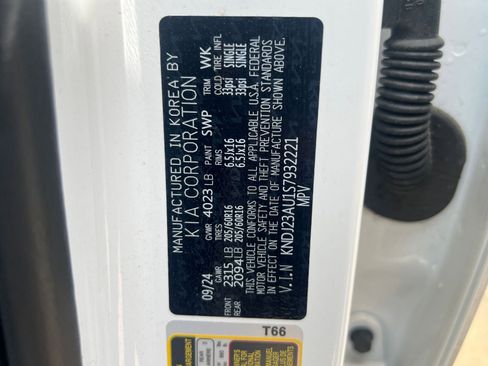 MANUFACTURED IN KOREA BY
KIA CORPORATION
09/24 GVWR 4023 LB PAINT SWP TRIM WK
GAWR TIRES RIMS COLD TIRE INFL.
FRONT 2315 LB 205/60R16 6.5Jx16 33psi SINGLE
REAR 2094 LB 205/60R16 6.5Jx16 33psi SINGLE
THIS VEHICLE CONFORMS TO ALL APPLICABLE U.S.A. FEDERAL
MOTOR VEHICLE SAFETY AND THEFT PREVENTION STANDARDS
IN EFFECT ON THE DATE OF MANUFACTURE SHOWN ABOVE.
V.I.N KNDJ23AU1S7932221
MPV
T66